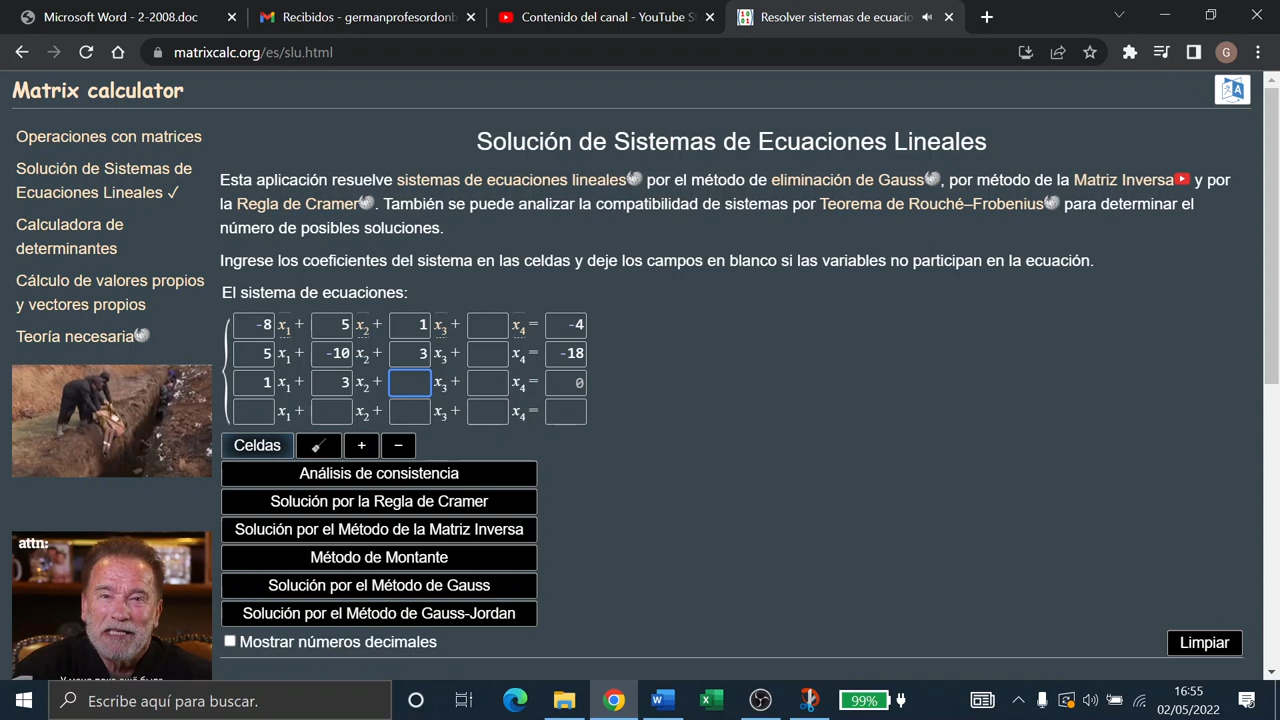 Microsoft Word - 2-2008.doc
Recibidos - germanprofesordonb
Contenido del canal - YouTube S
Resolver sistemas de ecuacio
matrixcalc.org/es/slu.html
G
Matrix calculator
Operaciones con matrices
Solución de Sistemas de
Ecuaciones Lineales ✓
Calculadora de
determinantes
Cálculo de valores propios
y vectores propios
Teoría necesaria
attn:
Solución de Sistemas de Ecuaciones Lineales
Esta aplicación resuelve sistemas de ecuaciones lineales por el método de eliminación de Gauss, por método de la Matriz Inversa y por
la Regla de Cramer. También se puede analizar la compatibilidad de sistemas por Teorema de Rouché–Frobenius para determinar el
número de posibles soluciones.
Ingrese los coeficientes del sistema en las celdas y deje los campos en blanco si las variables no participan en la ecuación.
El sistema de ecuaciones:
-8 x1 + 5 x2 + 1 x3 + x4 = -4
5 x1 + -10 x2 + 3 x3 + x4 = -18
1 x1 + 3 x2 + x3 + x4 = 0
x1 + x2 + x3 + x4 =
Celdas + −
Análisis de consistencia
Solución por la Regla de Cramer
Solución por el Método de la Matriz Inversa
Método de Montante
Solución por el Método de Gauss
Solución por el Método de Gauss-Jordan
Mostrar números decimales
Limpiar
Escribe aquí para buscar.
99%
16:55
02/05/2022